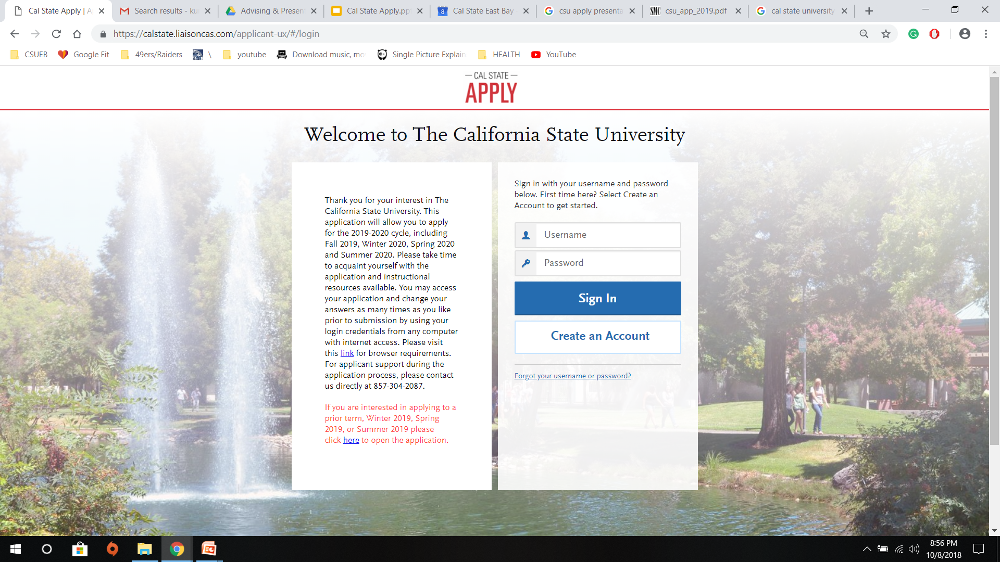 Cal State Apply | A
Search results - ku
Advising & Presen
Cal State Apply.pp
8
Cal State East Bay
csu apply presenta
SMC
csu_app_2019.pdf
cal state university
https://calstate.liaisoncas.com/applicant-ux/#/login
CSUEB
Google Fit
49ers/Raiders
\
youtube
Download music, mo
Single Picture Explain
HEALTH
YouTube
CAL STATE
APPLY
Welcome to The California State University
Thank you for your interest in The
California State University. This
application will allow you to apply
for the 2019-2020 cycle, including
Fall 2019, Winter 2020, Spring 2020
and Summer 2020. Please take time
to acquaint yourself with the
application and instructional
resources available. You may access
your application and change your
answers as many times as you like
prior to submission by using your
login credentials from any computer
with internet access. Please visit
this link for browser requirements.
For applicant support during the
application process, please contact
us directly at 857-304-2087.
If you are interested in applying to a
prior term, Winter 2019, Spring
2019, or Summer 2019 please
click here to open the application.
Sign in with your username and password
below. First time here? Select Create an
Account to get started.
Username
Password
Sign In
Create an Account
Forgot your username or password?
8:56 PM
10/8/2018